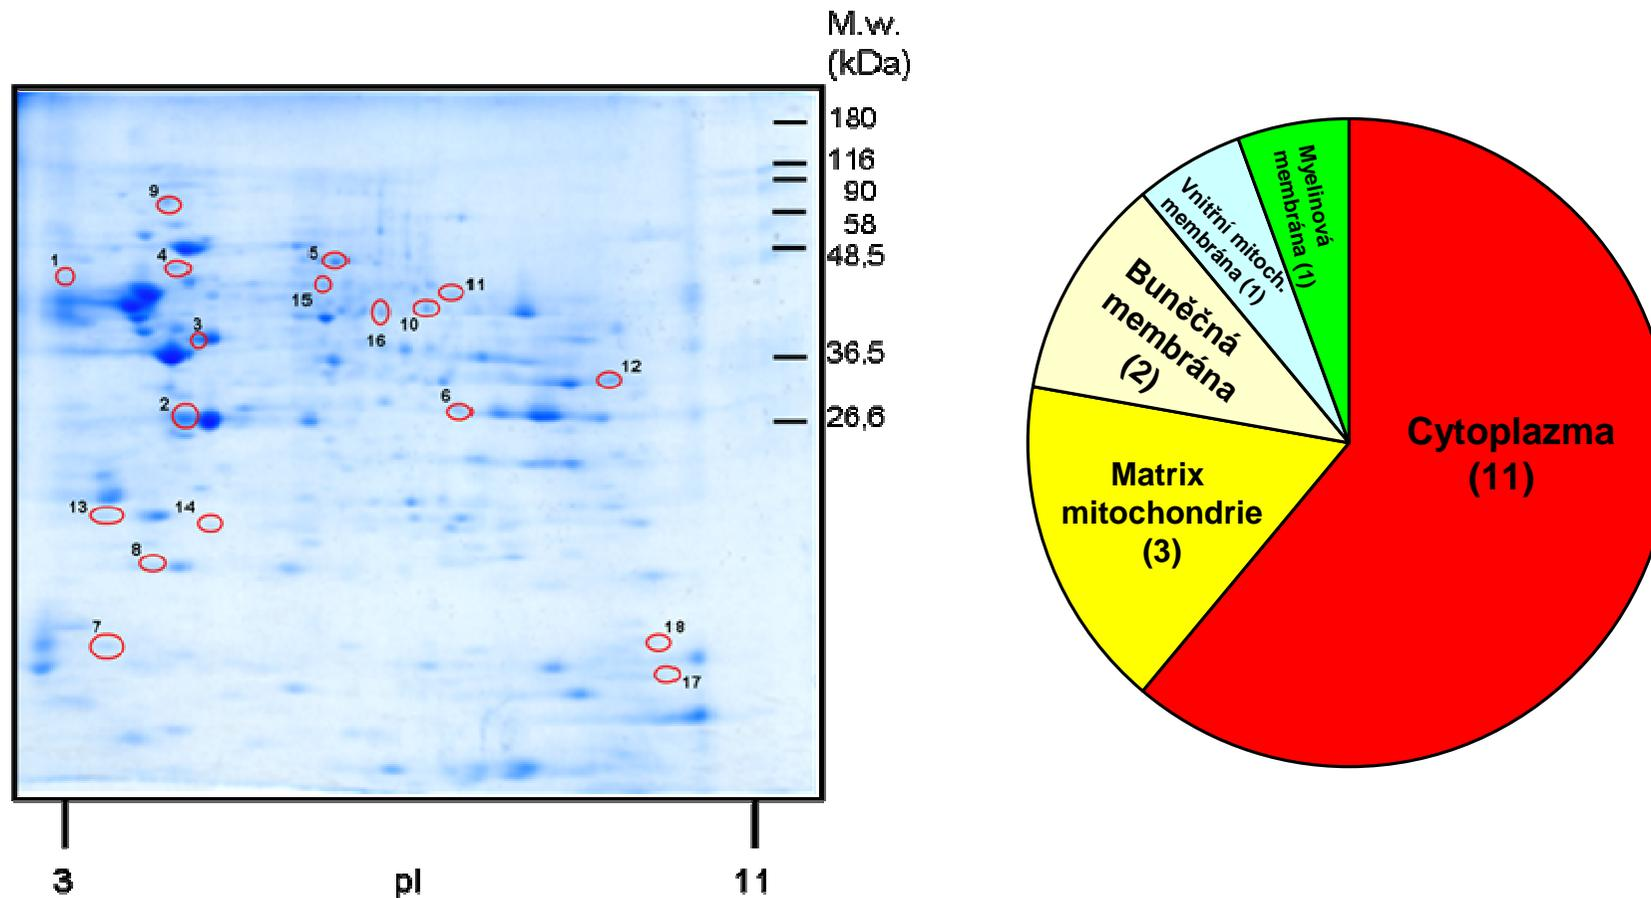 M.w.
(kDa)
180
116
90
58
48,5
36,5
26,6
9
1
4
5
15
11
10
16
3
12
6
2
13
14
8
7
18
17
3
pI
11
Myelinová
membrána (1)
Vnitřní mitoch.
membrána (1)
Buněčná
membrána
(2)
Matrix
mitochondrie
(3)
Cytoplazma
(11)